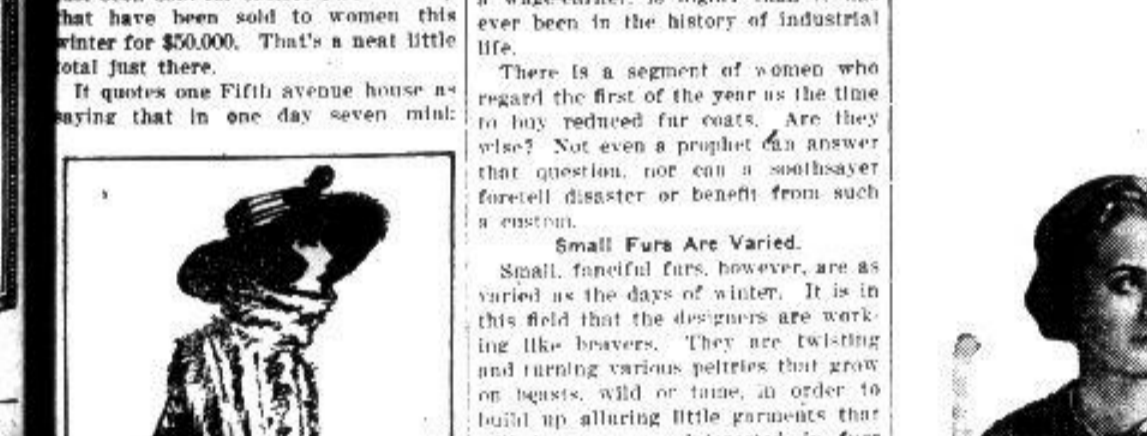 that have been sold to women this
winter for $50.000. That's a neat little
total just there.
It quotes one Fifth avenue house as
saying that in one day seven mink
ever been in the history of industrial
life.
There is a segment of women who
regard the first of the year as the time
to buy reduced fur coats. Are they
wise? Not even a prophet can answer
that question, nor can a soothsayer
foretell disaster or benefit from such
a custom.
Small Furs Are Varied.
Small, fanciful furs, however, are as
varied as the days of winter. It is in
this field that the designers are work-
ing like beavers. They are twisting
and turning various peltries that grow
on beasts, wild or tame, in order to
build up alluring little garments that